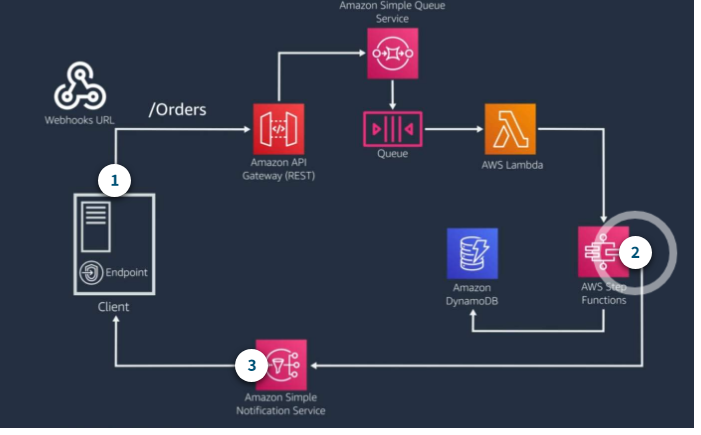 Amazon Simple Queue
Service
Webhooks URL
/Orders
Amazon API
Gateway (REST)
Queue
AWS Lambda
1
Endpoint
Client
Amazon
DynamoDB
2
AWS Step
Functions
3
Amazon Simple
Notification Service